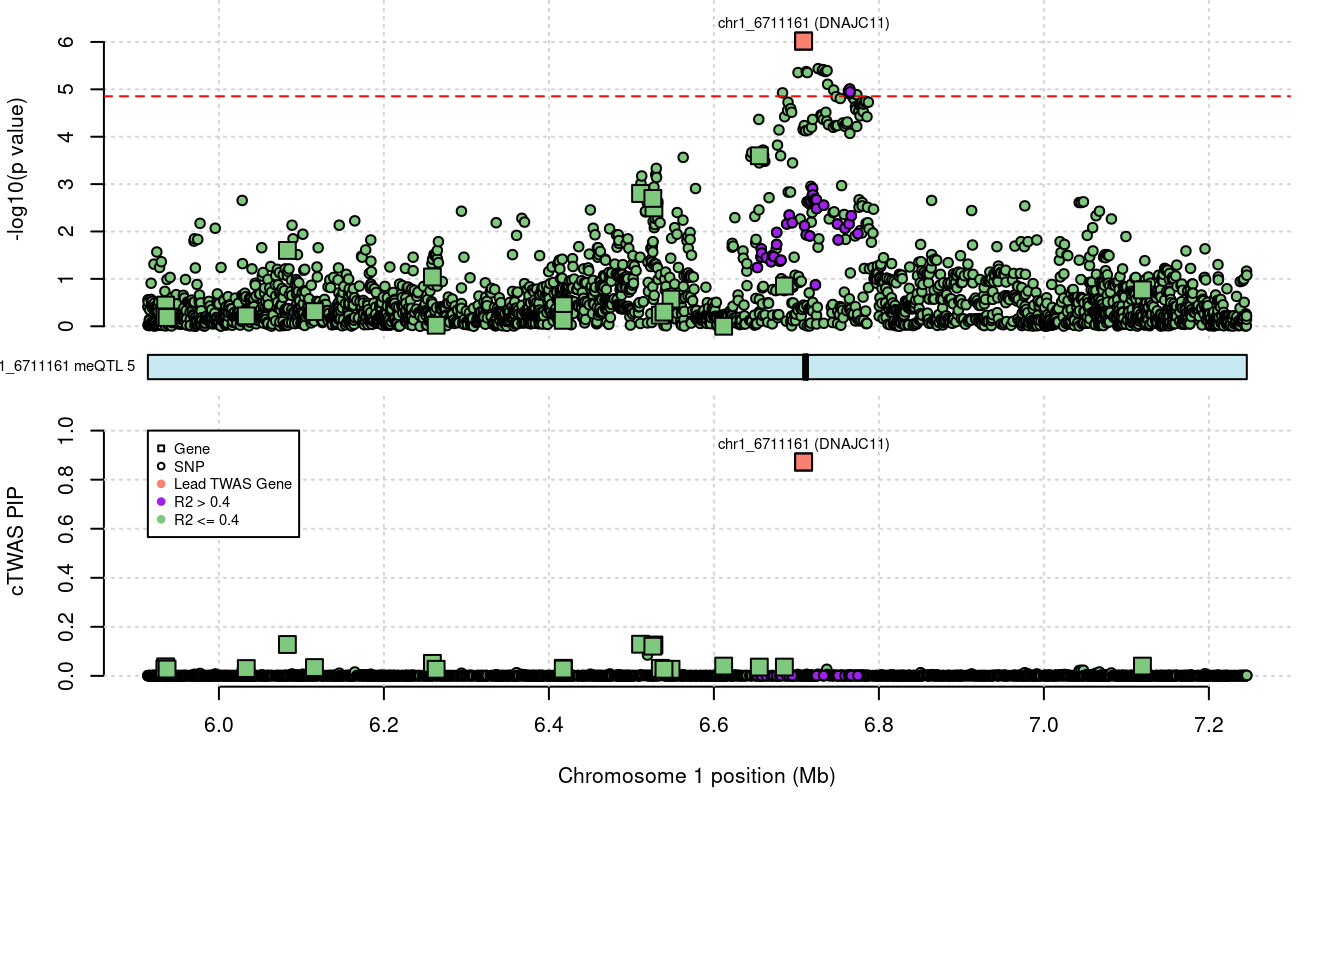 chr1_6711161 (DNAJC11)
-log10(p value)
6
5
4
3
2
1
0
1_6711161 meQTL 5
chr1_6711161 (DNAJC11)
cTWAS PIP
1.0
0.8
0.6
0.4
0.2
0.0
Gene
SNP
Lead TWAS Gene
R2 > 0.4
R2 <= 0.4
6.0 6.2 6.4 6.6 6.8 7.0 7.2
Chromosome 1 position (Mb)